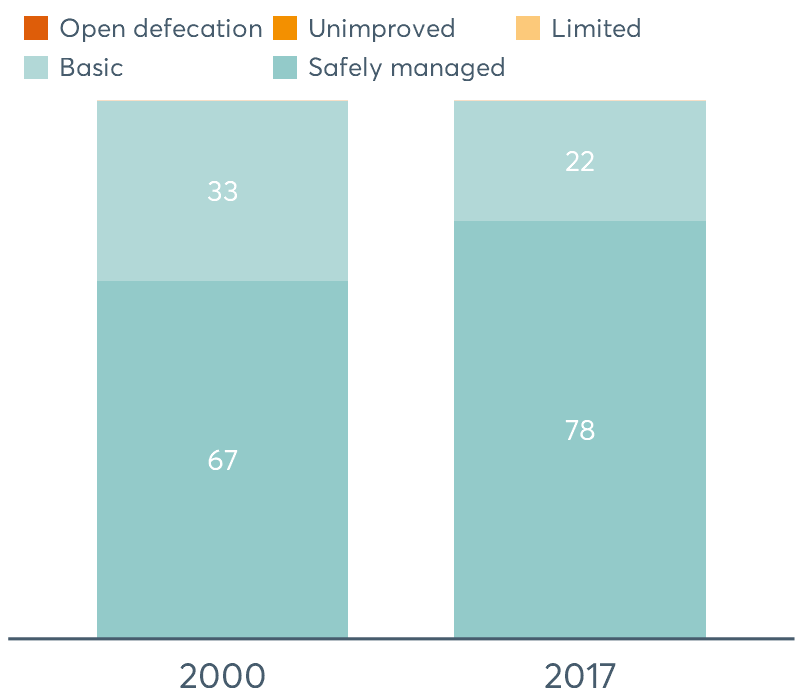 Open defecation Unimproved Limited
Basic Safely managed
33 22
67 78
2000 2017